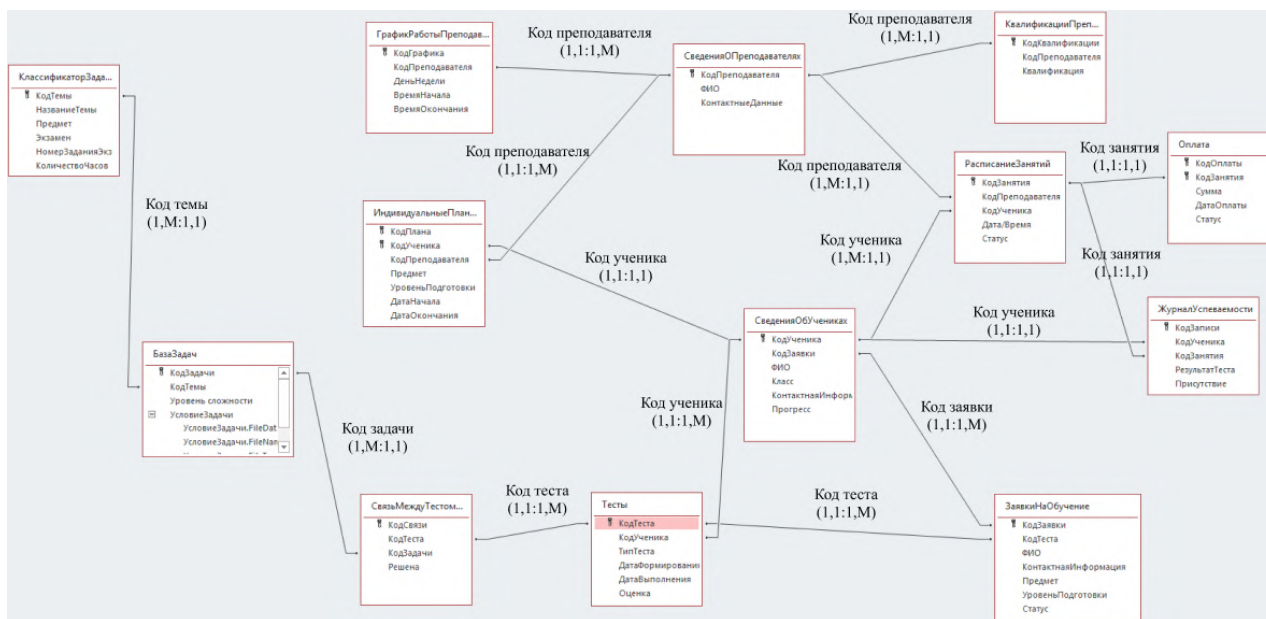 КлассификаторЗада...
КодТемы
НазваниеТемы
Предмет
Экзамен
НомерЗаданияЭкз
КоличествоЧасов
Код темы
(1,М:1,1)
ГрафикРаботыПреподав...
КодГрафика
КодПреподавателя
ДеньНедели
ВремяНачала
ВремяОкончания
Код преподавателя
(1,1:1,М)
СведенияОПреподавателях
КодПреподавателя
ФИО
КонтактныеДанные
Код преподавателя
(1,М:1,1)
КвалификацииПреп...
КодКвалификации
КодПреподавателя
Квалификация
Код преподавателя
(1,1:1,М)
Код преподавателя
(1,М:1,1)
РасписаниеЗанятий
КодЗанятия
КодПреподавателя
КодУченика
Дата/Время
Статус
Код занятия
(1,1:1,1)
Оплата
КодОплаты
КодЗанятия
Сумма
ДатаОплаты
Статус
ИндивидуальныеПлан...
КодПлана
КодУченика
КодПреподавателя
Предмет
УровеньПодготовки
ДатаНачала
ДатаОкончания
Код ученика
(1,1:1,1)
Код ученика
(1,М:1,1)
Код занятия
(1,1:1,1)
СведенияОбУчениках
КодУченика
КодЗаявки
ФИО
Класс
КонтактнаяИнформ
Прогресс
Код ученика
(1,1:1,1)
ЖурналУспеваемости
КодЗаписи
КодУченика
КодЗанятия
РезультатТеста
Присутствие
БазаЗадач
КодЗадачи
КодТемы
Уровень сложности
УсловиеЗадачи
УсловиеЗадачи.FileDat
УсловиеЗадачи.FileNan
Код задачи
(1,М:1,1)
Код ученика
(1,1:1,М)
Код заявки
(1,1:1,М)
СвязьМеждуТестом...
КодСвязи
КодТеста
КодЗадачи
Решена
Код теста
(1,1:1,М)
Тесты
КодТеста
КодУченика
ТипТеста
ДатаФормировани
ДатаВыполнения
Оценка
Код теста
(1,1:1,М)
ЗаявкиНаОбучение
КодЗаявки
КодТеста
ФИО
КонтактнаяИнформация
Предмет
УровеньПодготовки
Статус